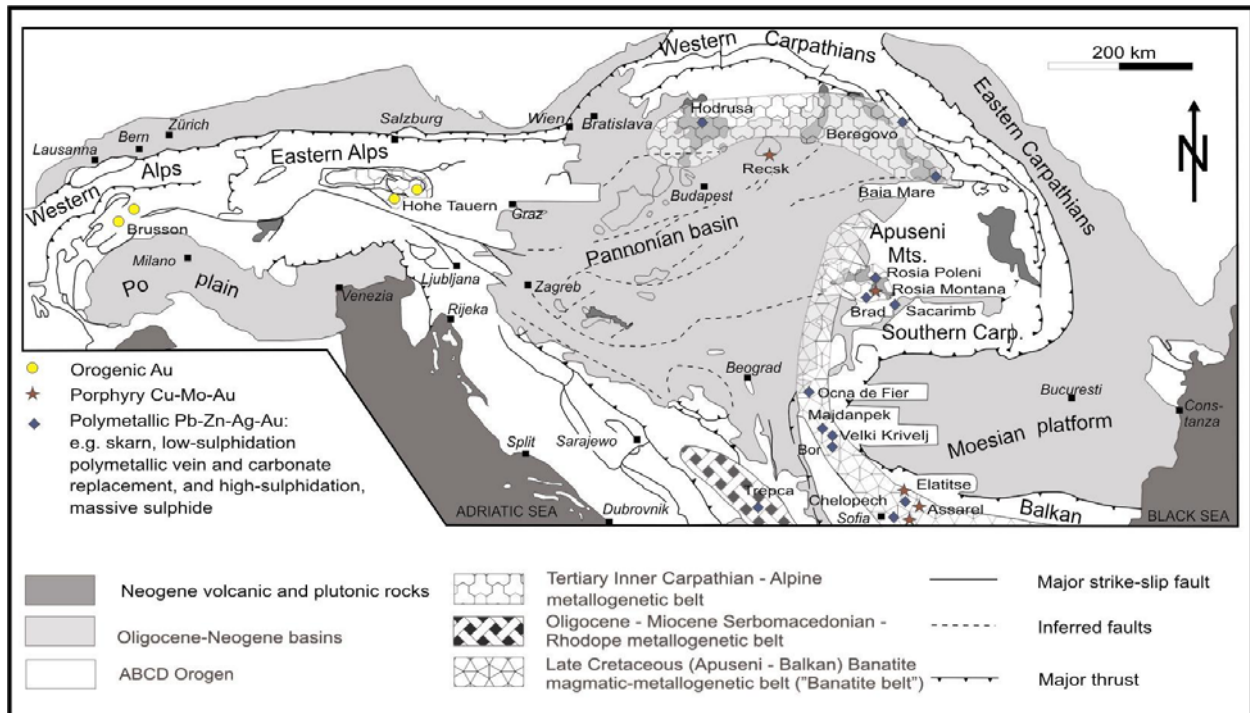 Western
Carpathians
200 km
Eastern Carpathians
N
Hodrusa
Beregovo
Recsk
Baia Mare
Wien
Bratislava
Salzburg
Zürich
Bern
Lausanna
Eastern Alps
Western
Alps
Hohe Tauern
Graz
Budapest
Pannonian basin
Brusson
Milano
Po plain
Venezia
Ljubljana
Rijeka
Zagreb
Apuseni
Mts.
Rosia Poleni
Rosia Montana
Brad
Sacarimb
Southern Carp.
Beograd
Ocna de Fier
Majdanpek
Velki Krivelj
Bor
Bucuresti
Cons-
tanza
Moesian platform
Elatitse
Chelopech
Assarel
Sofia
Balkan
BLACK SEA
Split
Sarajewo
Trepca
Dubrovnik
ADRIATIC SEA
Orogenic Au
Porphyry Cu-Mo-Au
Polymetallic Pb-Zn-Ag-Au:
e.g. skarn, low-sulphidation
polymetallic vein and carbonate
replacement, and high-sulphidation,
massive sulphide
Neogene volcanic and plutonic rocks
Oligocene-Neogene basins
ABCD Orogen
Tertiary Inner Carpathian - Alpine
metallogenetic belt
Oligocene - Miocene Serbomacedonian -
Rhodope metallogenetic belt
Late Cretaceous (Apuseni - Balkan) Banatite
magmatic-metallogenetic belt ("Banatite belt")
Major strike-slip fault
Inferred faults
Major thrust